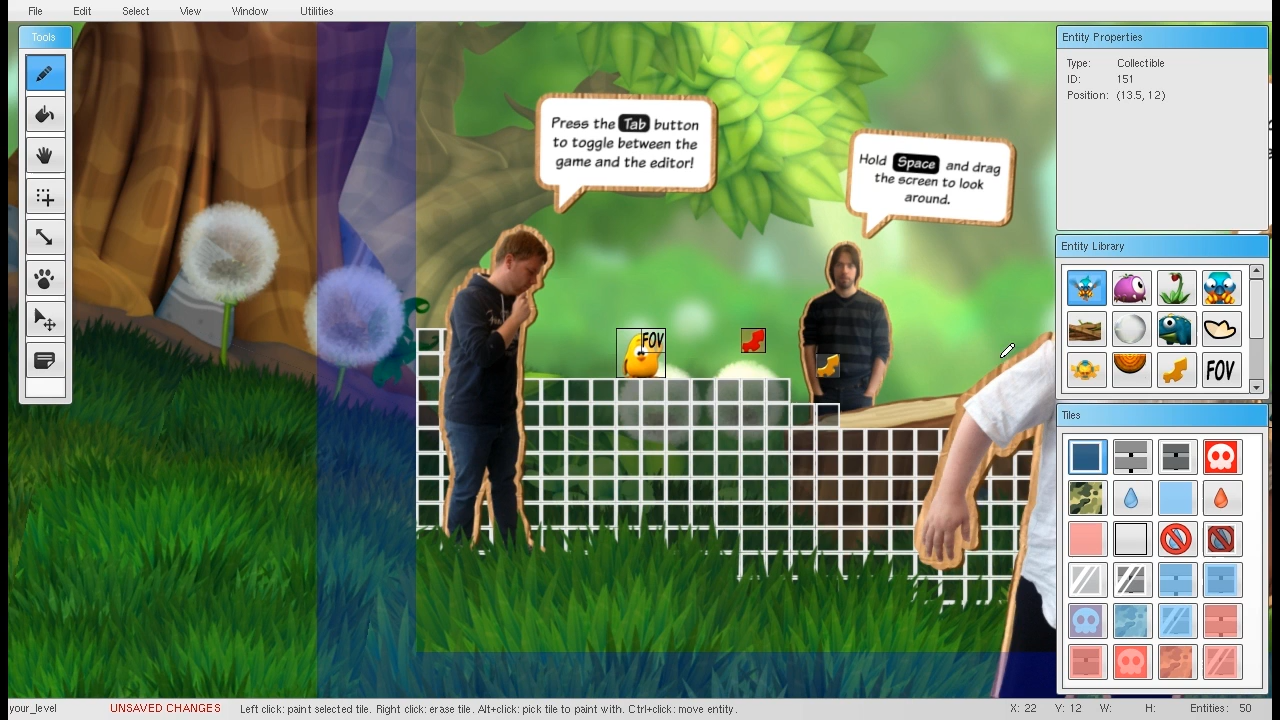 File Edit Select View Window Utilities
Tools
Press the Tab button
to toggle between the
game and the editor!
Hold Space and drag
the screen to look
around.
FOV
Entity Properties
Type: Collectible
ID: 151
Position: (13.5, 12)
Entity Library
FOV
Tiles
your_level UNSAVED CHANGES Left click: paint selected tile. Right click: erase tile. Shift+click: pick tile to paint with. Ctrl+click: move entity. X: 22 Y: 12 W: H: Entities: 50